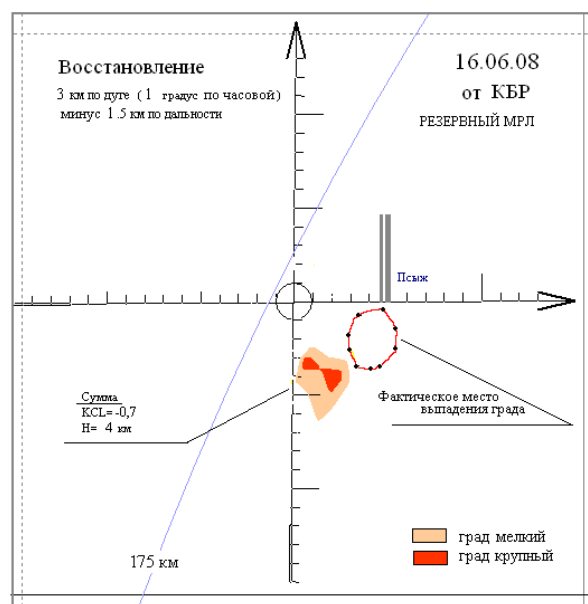 Восстановление
3 км по дуге ( 1 градус по часовой)
минус 1.5 км по дальности
16.06.08
от КБР
РЕЗЕРВНЫЙ МРЛ
Псыж
Сумма
KCL=-0,7
H= 4 км
Фактическое место
выпадения града
175 км
град мелкий
град крупный